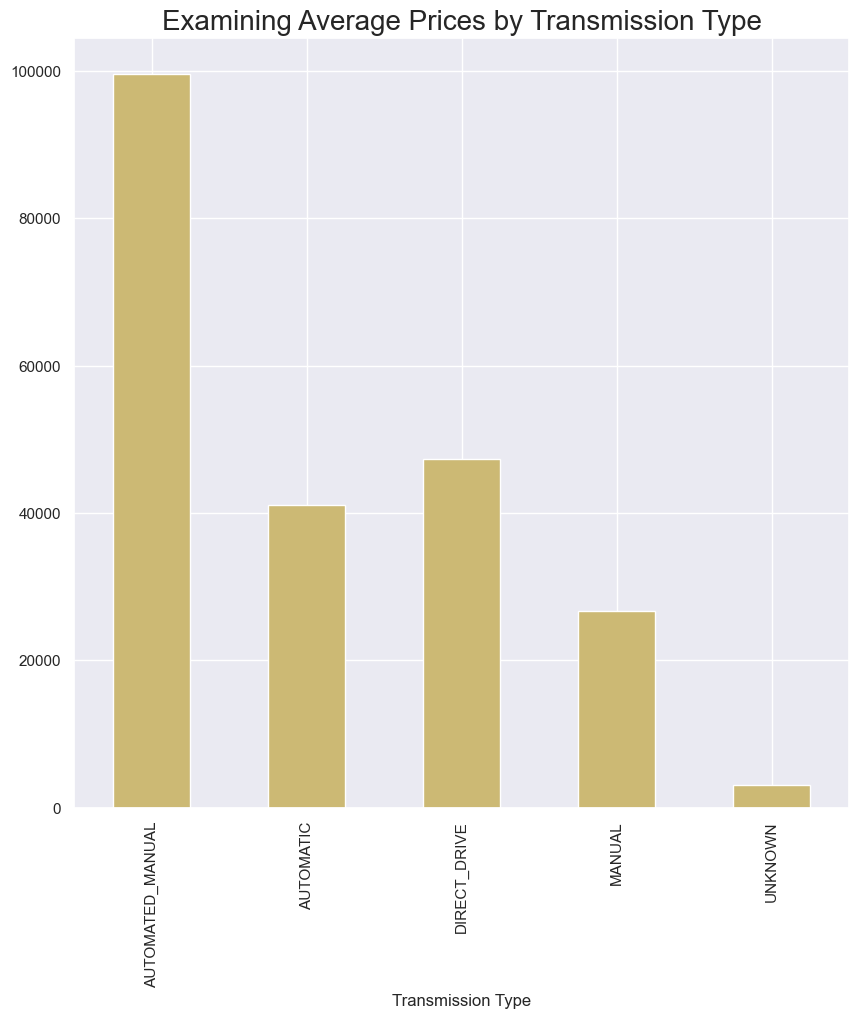 Examining Average Prices by Transmission Type
100000
80000
60000
40000
20000
0
AUTOMATED_MANUAL
AUTOMATIC
DIRECT_DRIVE
MANUAL
UNKNOWN
Transmission Type